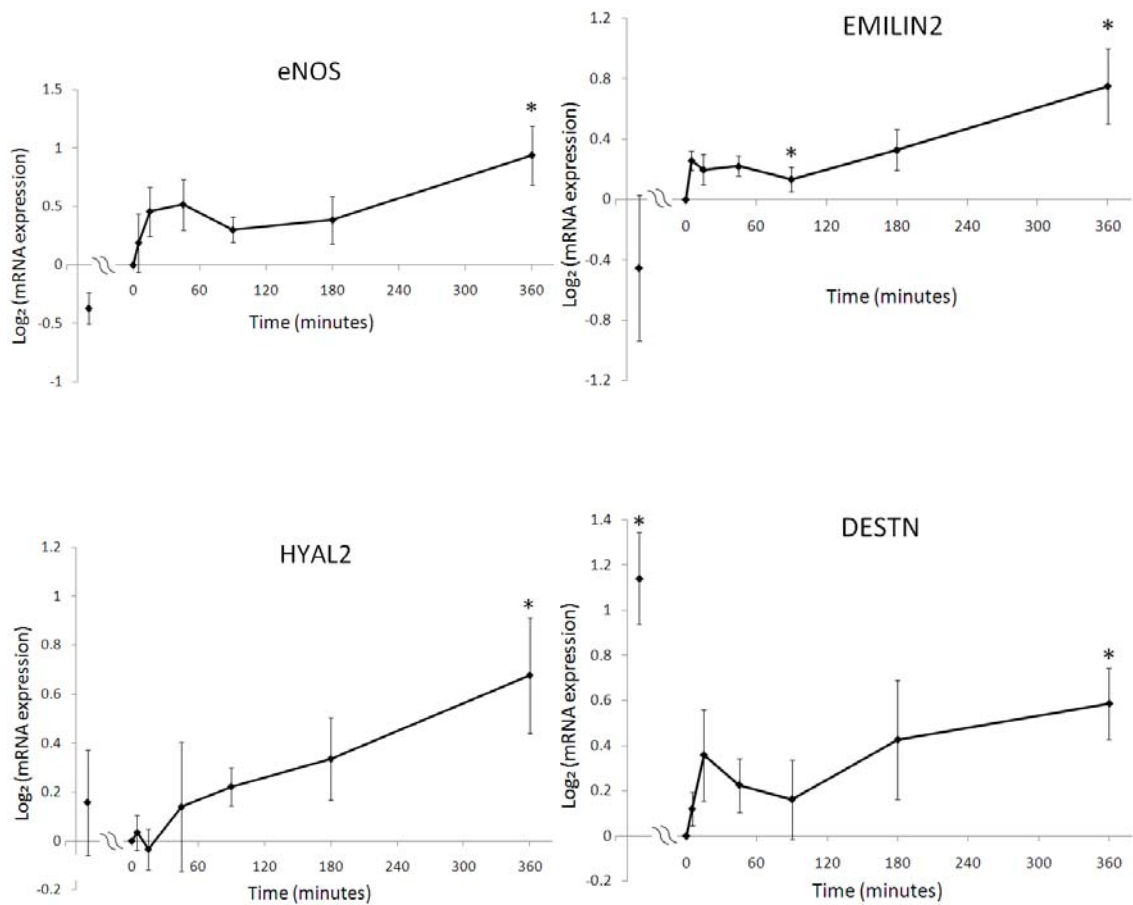 eNOS
Log₂ (mRNA expression)
1.5
1
0.5
0
-0.5
-1
*
0 60 120 180 240 300 360
Time (minutes)
EMILIN2
Log₂ (mRNA expression)
1.2
0.8
0.4
0
-0.4
-0.8
-1.2
*
*
0 60 120 180 240 300 360
Time (minutes)
HYAL2
Log₂ (mRNA expression)
1.2
1
0.8
0.6
0.4
0.2
0
-0.2
*
0 60 120 180 240 300 360
Time (minutes)
DESTN
Log₂ (mRNA expression)
1.4
1.2
1
0.8
0.6
0.4
0.2
0
-0.2
*
*
0 60 120 180 240 300 360
Time (minutes)